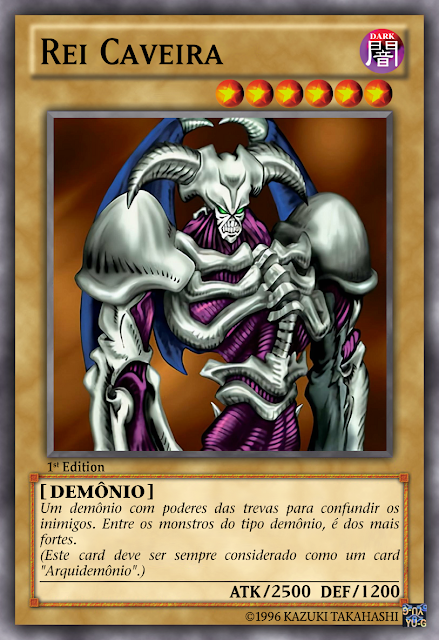 REI CAVEIRA
DARK
闇
1st Edition
[ DEMÔNIO ]
Um demônio com poderes das trevas para confundir os
inimigos. Entre os monstros do tipo demônio, é dos mais
fortes.
(Este card deve ser sempre considerado como um card
"Arquidemônio".)
ATK/2500 DEF/1200
©1996 KAZUKI TAKAHASHI